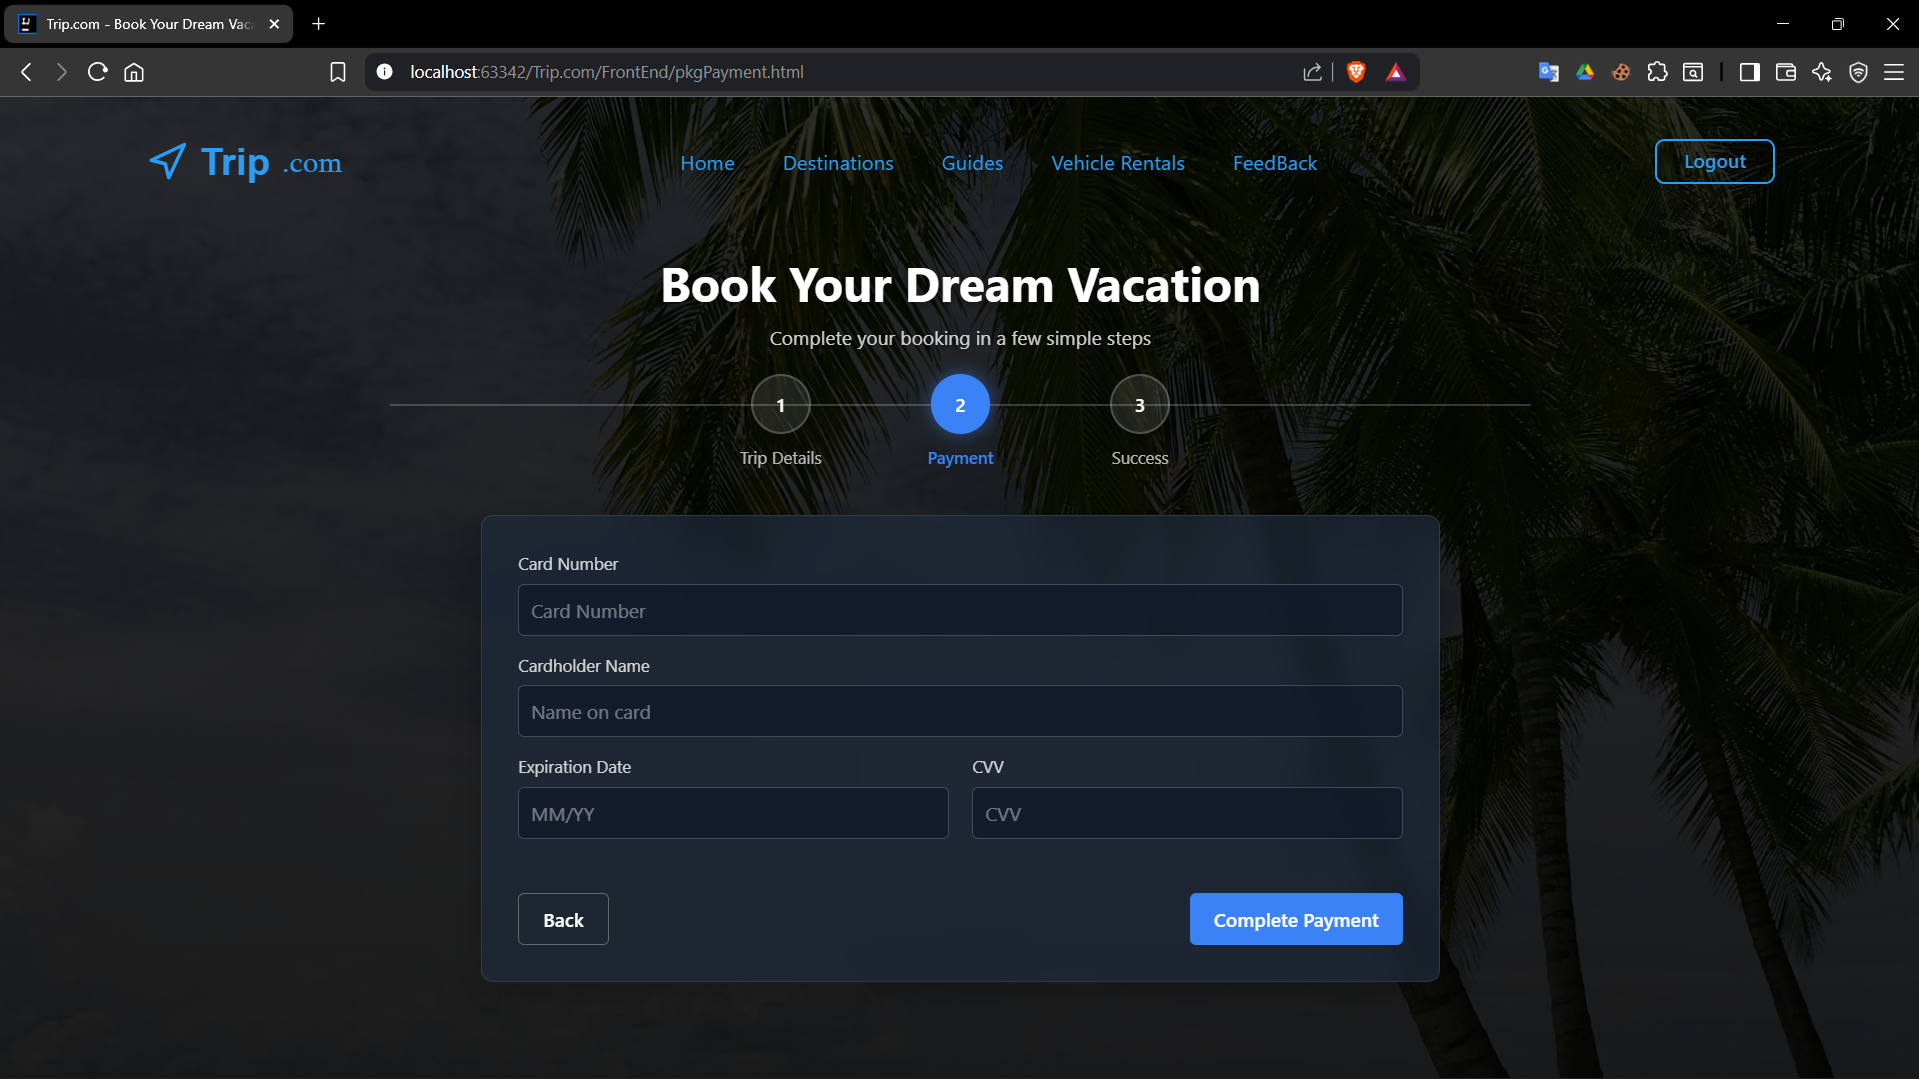 Trip.com - Book Your Dream Vac
localhost:63342/Trip.com/FrontEnd/pkgPayment.html
Trip .com
Home Destinations Guides Vehicle Rentals FeedBack
Logout
Book Your Dream Vacation
Complete your booking in a few simple steps
1 2 3
Trip Details Payment Success
Card Number
Card Number
Cardholder Name
Name on card
Expiration Date CVV
MM/YY CVV
Back Complete Payment